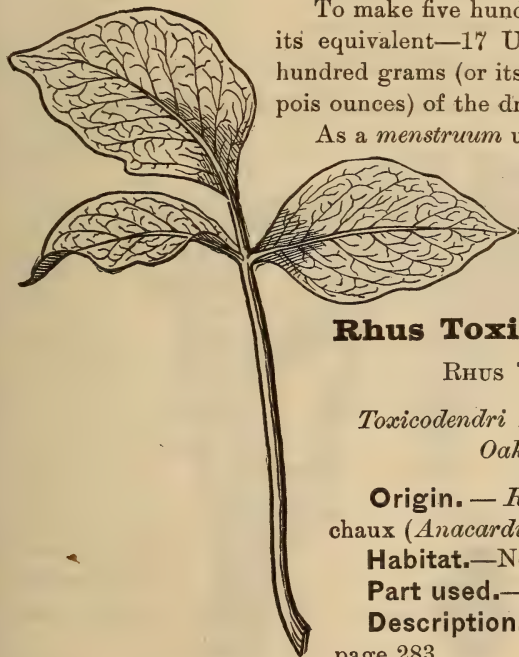 To make five hund
its equivalent—17 U
hundred grams (or its
pois ounces) of the dr
As a menstruum u
Rhus Toxi
RHUS
Toxicodendri
Oak
Origin. —
chaux (Anacard
Habitat.—N
Part used.—
Description.
page 283